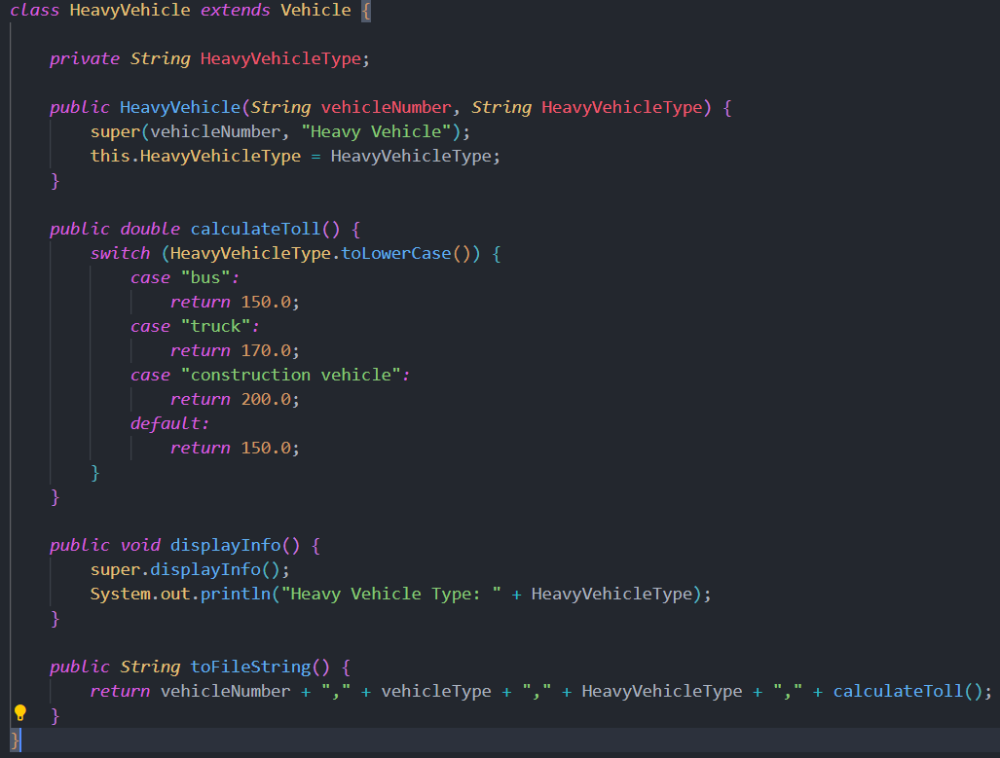 class HeavyVehicle extends Vehicle {
private String HeavyVehicleType;
public HeavyVehicle(String vehicleNumber, String HeavyVehicleType) {
super(vehicleNumber, "Heavy Vehicle");
this.HeavyVehicleType = HeavyVehicleType;
}
public double calculateToll() {
switch (HeavyVehicleType.toLowerCase()) {
case "bus":
return 150.0;
case "truck":
return 170.0;
case "construction vehicle":
return 200.0;
default:
return 150.0;
}
}
public void displayInfo() {
super.displayInfo();
System.out.println("Heavy Vehicle Type: " + HeavyVehicleType);
}
public String toFileString() {
return vehicleNumber + "," + vehicleType + "," + HeavyVehicleType + "," + calculateToll();
}
}